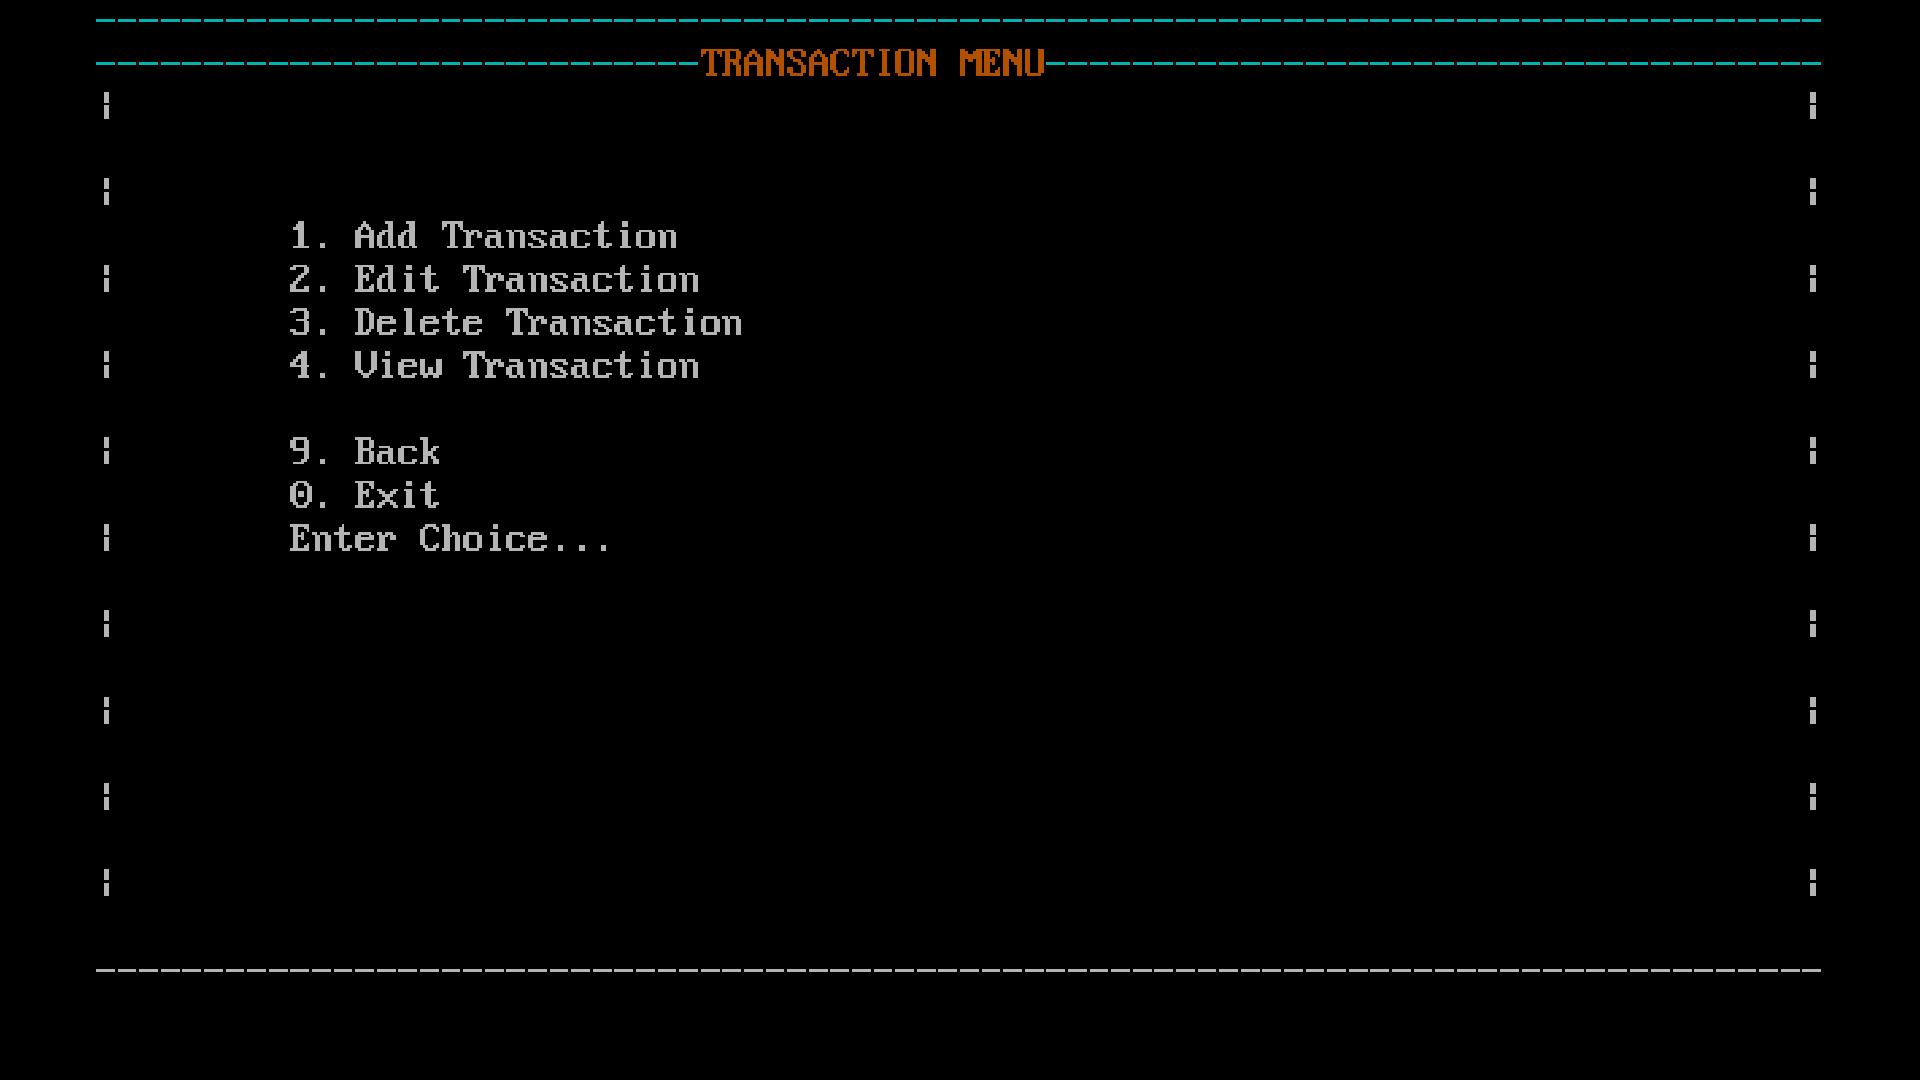 TRANSACTION MENU
1. Add Transaction
2. Edit Transaction
3. Delete Transaction
4. View Transaction
9. Back
0. Exit
Enter Choice...